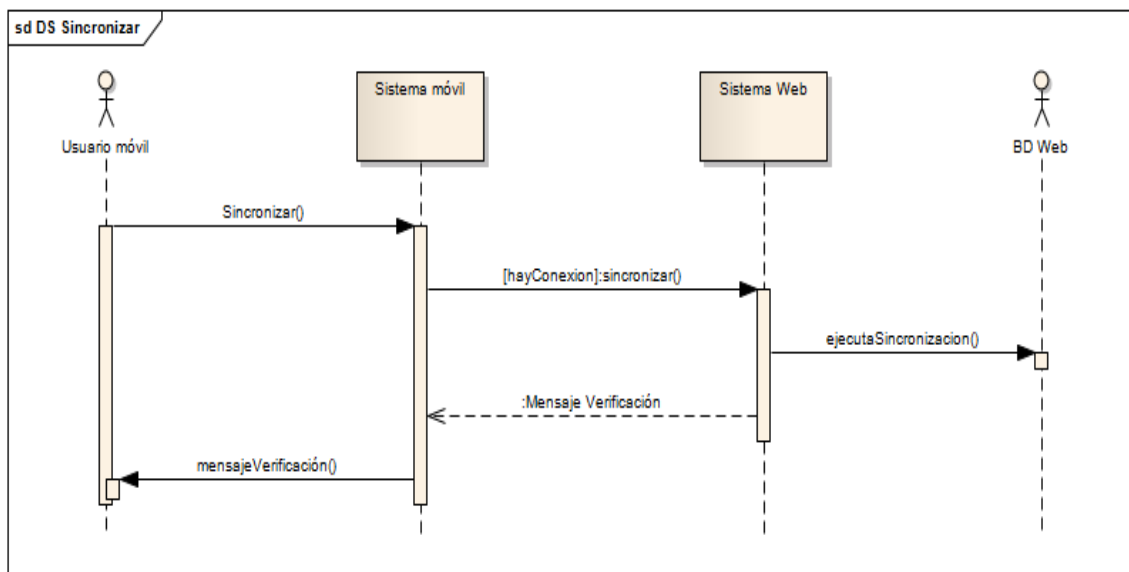 sd DS Sincronizar
Sistema móvil
Sistema Web
Usuario móvil
BD Web
Sincronizar()
[hayConexion]:sincronizar()
ejecutaSincronizacion()
:Mensaje Verificación
mensajeVerificación()